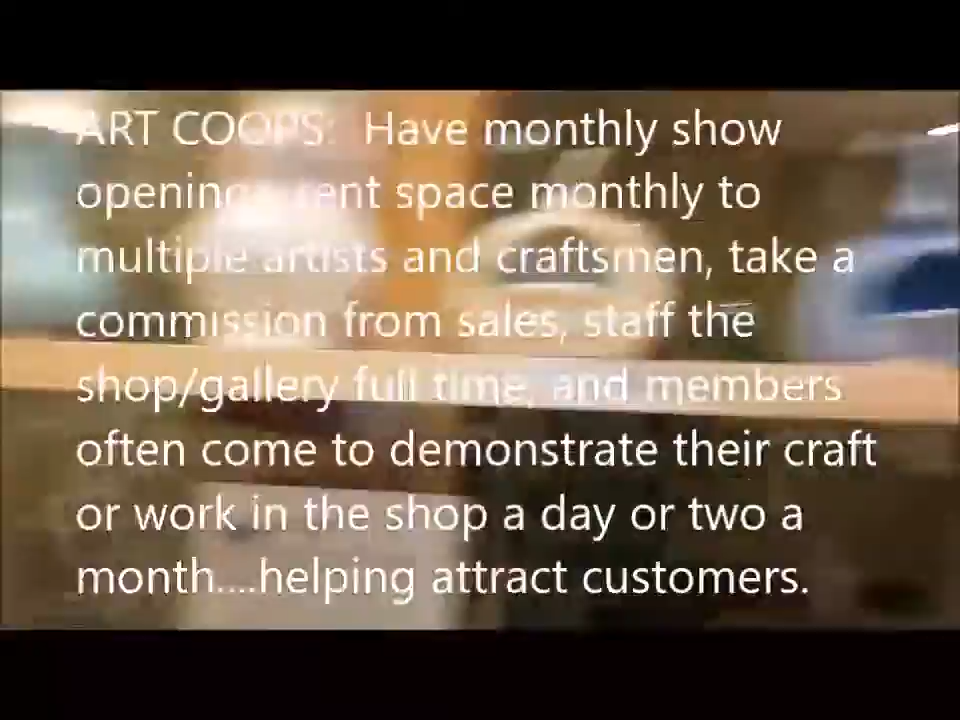 ART COOPS:  Have monthly show
openings, rent space monthly to
multiple artists and craftsmen, take a
commission from sales, staff the
shop/gallery full time, and members
often come to demonstrate their craft
or work in the shop a day or two a
month....helping attract customers.